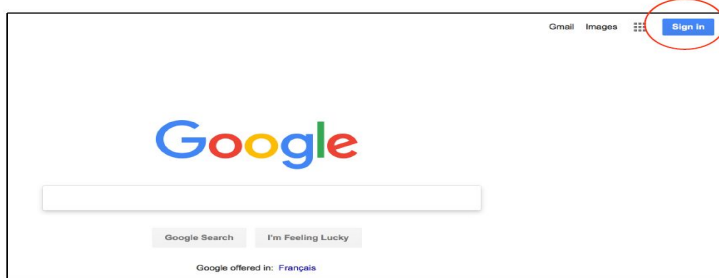 Gmail Images Sign In
Google
Google Search I'm Feeling Lucky
Google offered in: Français